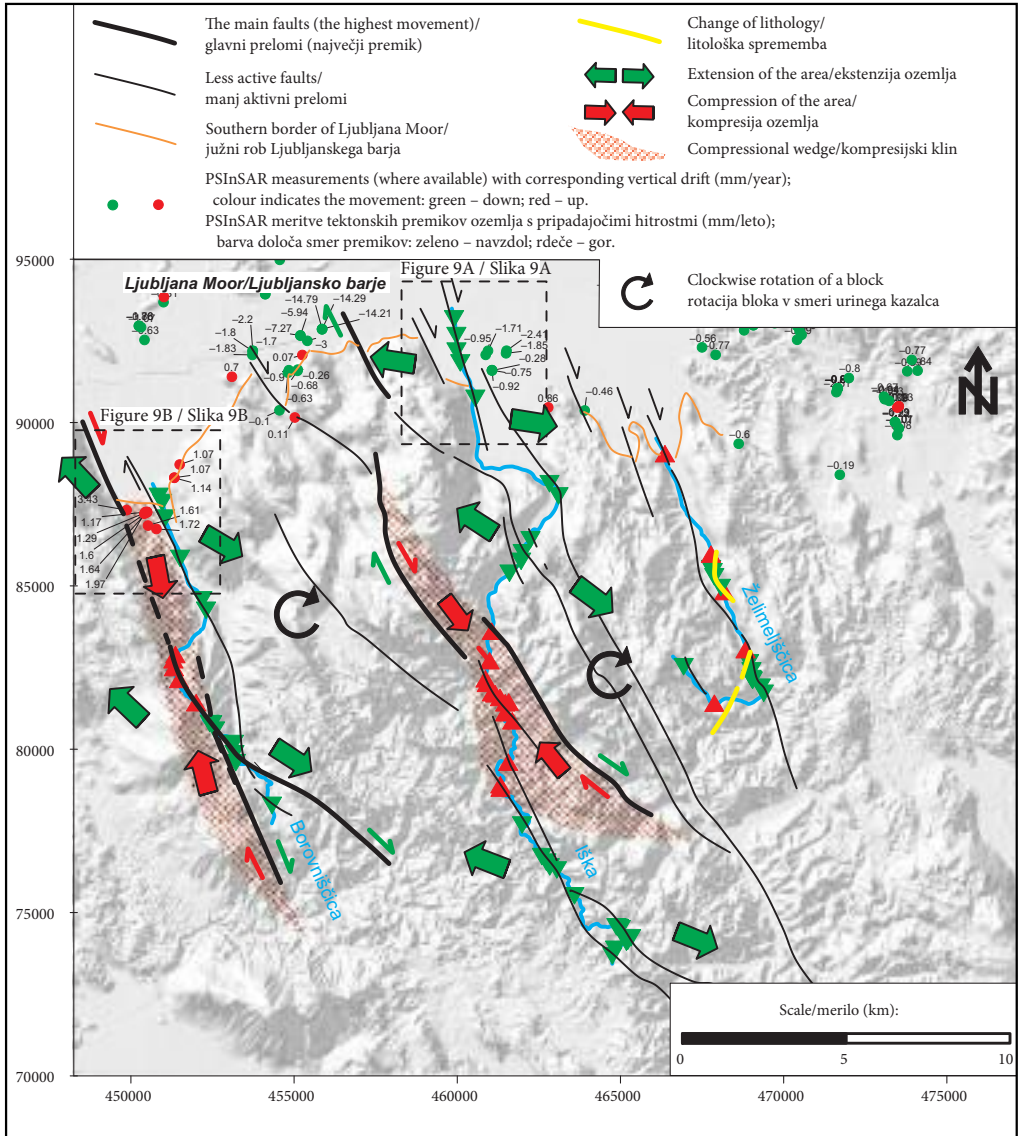 The main faults (the highest movement)/
glavni prelomi (največji premik)
Less active faults/
manj aktivni prelomi
Southern border of Ljubljana Moor/
južni rob Ljubljanskega barja
Change of lithology/
litološka sprememba
Extension of the area/ekstenzija ozemlja
Compression of the area/
kompresija ozemlja
Compressional wedge/kompresijski klin
PSInSAR measurements (where available) with corresponding vertical drift (mm/year);
colour indicates the movement: green – down; red – up.
PSInSAR meritve tektonskih premikov ozemlja s pripadajočimi hitrostmi (mm/leto);
barva določa smer premikov: zeleno – navzdol; rdeče – gor.
Clockwise rotation of a block
rotacija bloka v smeri urinega kazalca
95000
Ljubljana Moor/Ljubljansko barje
Figure 9A / Slika 9A
−14.79
−14.29
−5.94
−14.21
−2.2
−7.27
−1.8
−1.7
−3
−1.83
0.07
0.7
−0.9
−0.26
−0.68
−0.63
−0.1
0.11
−0.63
−1.71
−0.95
−2.41
−1.85
−0.28
−0.75
−0.92
0.86
−0.46
−0.56
−0.77
−0.6
−0.8
−0.77
−0.19
N
90000
Figure 9B / Slika 9B
1.07
1.07
1.14
3.43
1.17
1.61
1.29
1.72
1.6
1.64
1.97
85000
Želimeljščica
80000
Borovniščica
Iška
75000
70000
Scale/merilo (km):
0
5
10
450000
455000
460000
465000
470000
475000